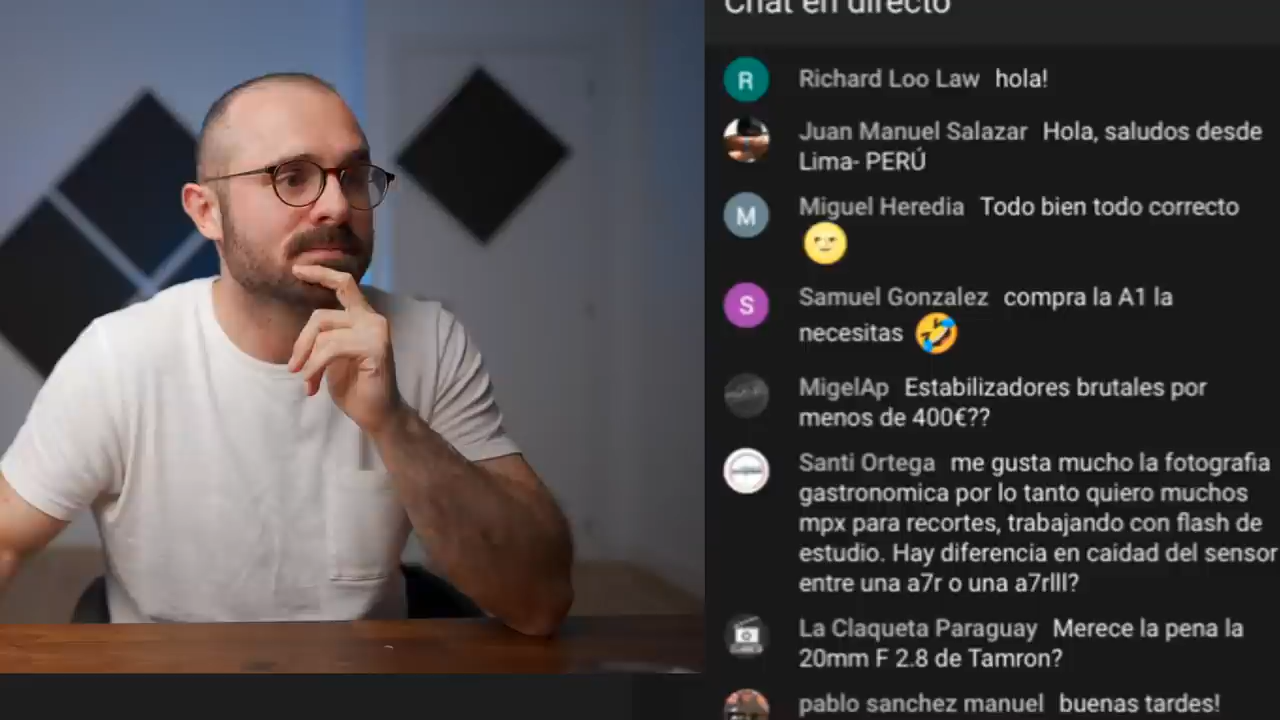 Chat en directo
R Richard Loo Law hola!
Juan Manuel Salazar Hola, saludos desde
Lima- PERÚ
M Miguel Heredia Todo bien todo correcto
S Samuel Gonzalez compra la A1 la
necesitas
MigelAp Estabilizadores brutales por
menos de 400€??
Santi Ortega me gusta mucho la fotografia
gastronomica por lo tanto quiero muchos
mpx para recortes, trabajando con flash de
estudio. Hay diferencia en caidad del sensor
entre una a7r o una a7rlll?
La Claqueta Paraguay Merece la pena la
20mm F 2.8 de Tamron?
pablo sanchez manuel buenas tardes!